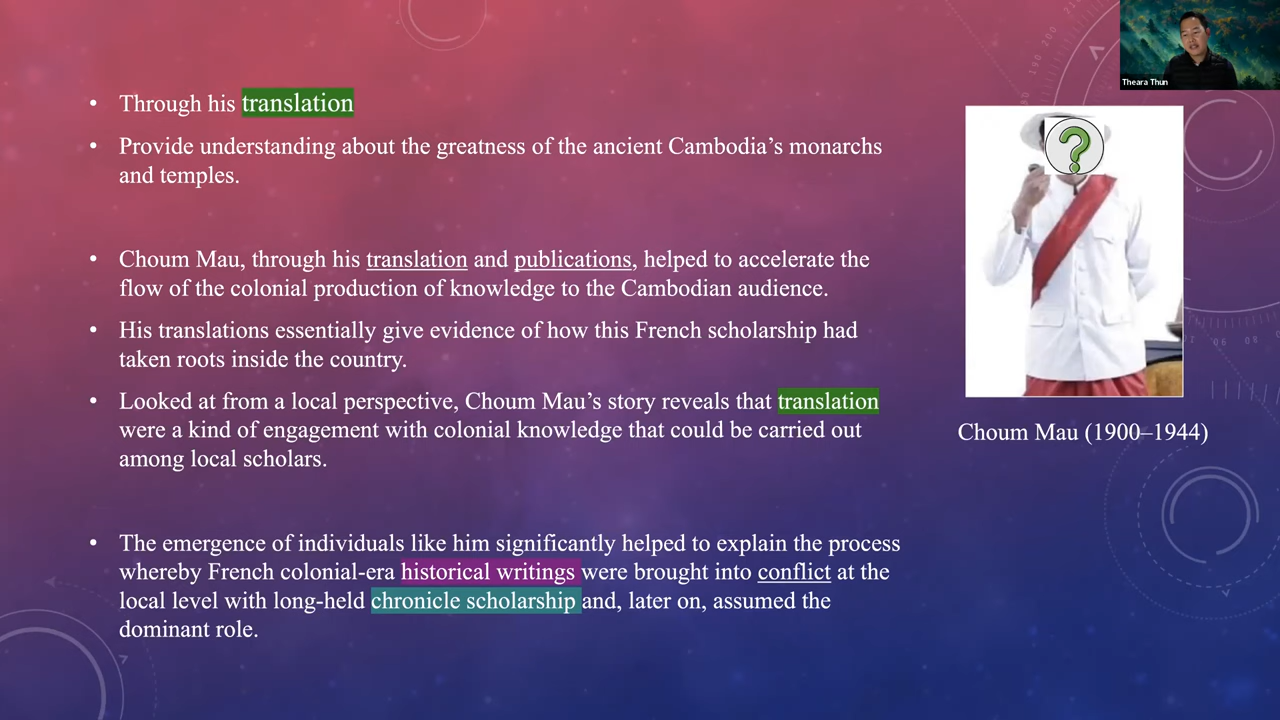 Theara Thun
• Through his translation
• Provide understanding about the greatness of the ancient Cambodia’s monarchs
and temples.
• Choum Mau, through his translation and publications, helped to accelerate the
flow of the colonial production of knowledge to the Cambodian audience.
• His translations essentially give evidence of how this French scholarship had
taken roots inside the country.
• Looked at from a local perspective, Choum Mau’s story reveals that translation
were a kind of engagement with colonial knowledge that could be carried out
among local scholars.
• The emergence of individuals like him significantly helped to explain the process
whereby French colonial-era historical writings were brought into conflict at the
local level with long-held chronicle scholarship and, later on, assumed the
dominant role.
?
Choum Mau (1900–1944)
190 200